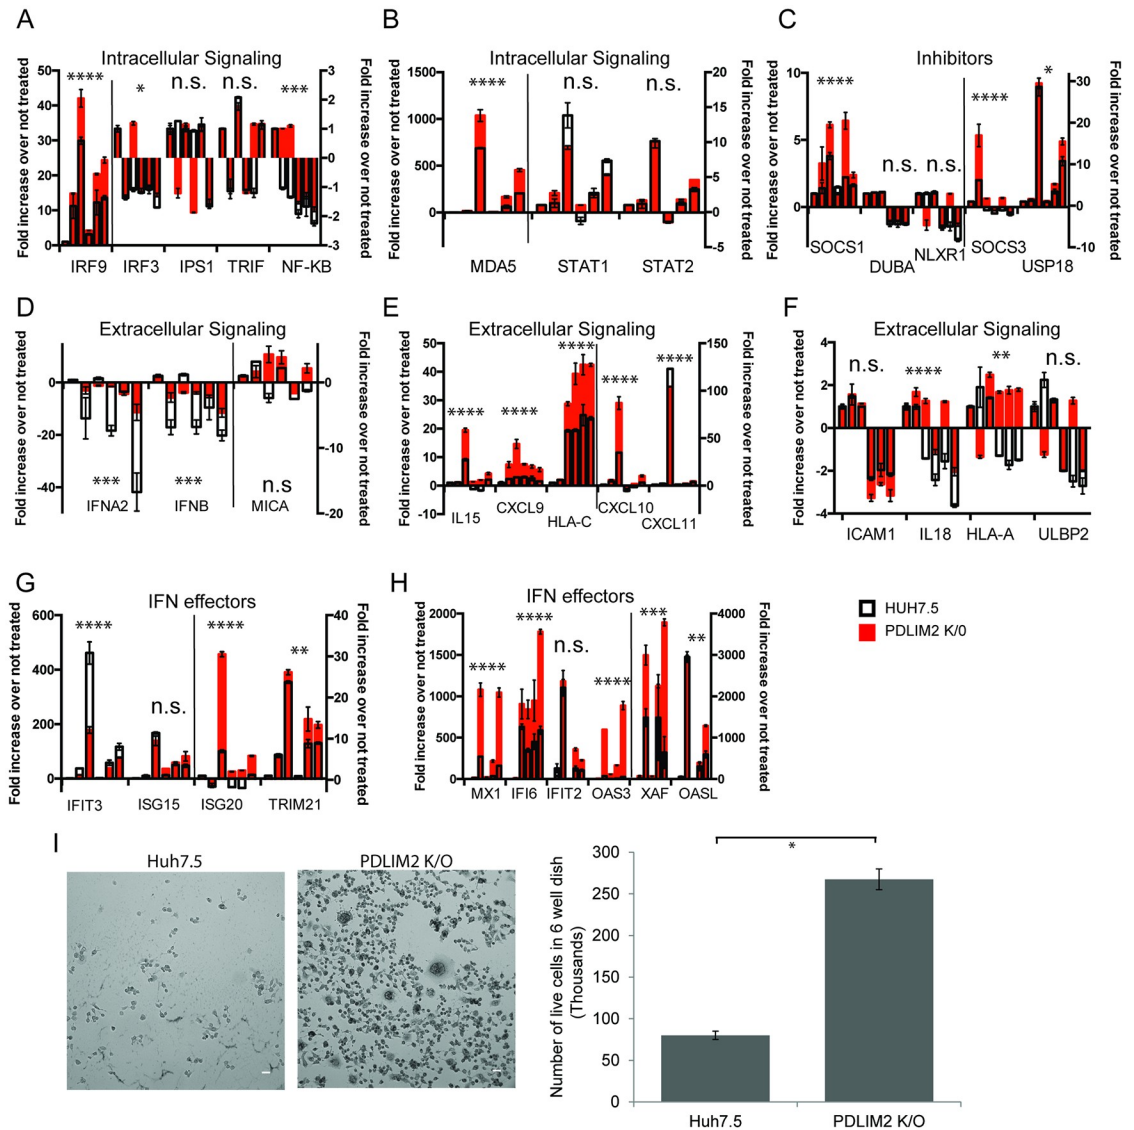 A
Intracellular Signaling
Fold increase over not treated
50
40
30
20
10
0
****
*
n.s.
n.s.
***
3
2
1
0
-1
-2
-3
Fold increase over not treated
IRF9 IRF3 IPS1 TRIF NF-KB
B
Intracellular Signaling
Fold increase over not treated
1500
1000
500
0
****
n.s.
n.s.
20
15
10
5
0
-5
Fold increase over not treated
MDA5 STAT1 STAT2
C
Inhibitors
Fold increase over not treated
10
5
0
****
n.s.
n.s.
****
*
30
20
10
0
-10
Fold increase over not treated
SOCS1 DUBA NLXR1 SOCS3 USP18
D
Extracellular Signaling
Fold increase over not treated
0
-20
-40
***
***
n.s
0
-10
-20
Fold increase over not treated
IFNA2 IFNB MICA
E
Extracellular Signaling
Fold increase over not treated
50
40
30
20
10
0
-10
****
****
****
****
****
150
100
50
0
Fold increase over not treated
IL15 CXCL9 HLA-C CXCL10 CXCL11
F
Extracellular Signaling
Fold increase over not treated
4
2
0
-2
-4
n.s.
****
**
n.s.
ICAM1 IL18 HLA-A ULBP2
G
IFN effectors
Fold increase over not treated
600
400
200
0
****
n.s.
****
**
40
30
20
10
0
Fold increase over not treated
IFIT3 ISG15 ISG20 TRIM21
H
IFN effectors
Fold increase over not treated
2000
1500
1000
500
0
****
****
n.s.
****
***
**
4000
3000
2000
1000
0
Fold increase over not treated
MX1 IFI6 IFIT2 OAS3 XAF OASL
HUH7.5
PDLIM2 K/0
I
Huh7.5
PDLIM2 K/O
Number of live cells in 6 well dish
(Thousands)
300
250
200
150
100
50
0
*
Huh7.5 PDLIM2 K/O